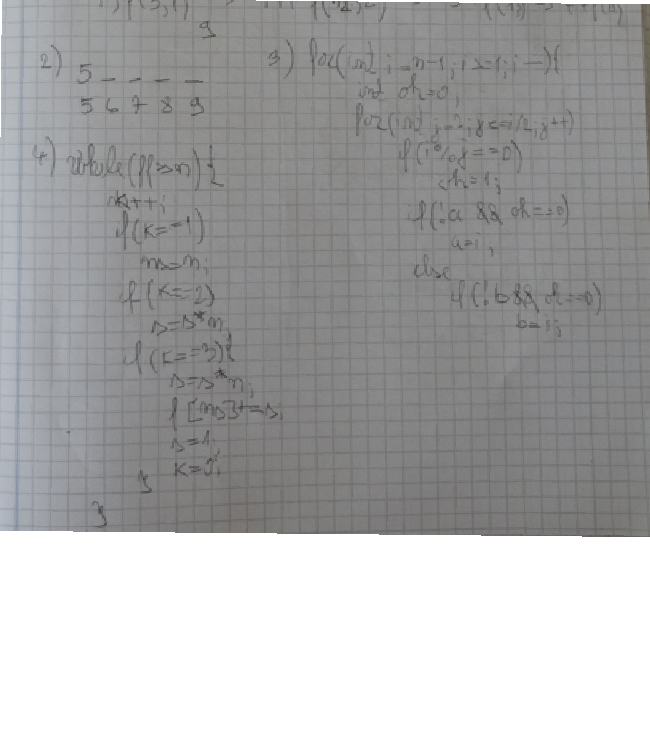 9
2) 5 _ _ _ _
5 6 7 8 9
3) for(int i=n-1;i>=1;i--){
int ok=0;
for(int j=2;j<=i/2;j++)
if(i%j==0)
ok=1;
if(!a && ok==0)
a=i;
else
if(!b&& ok==0)
b=i;
4) while(f>>n){
k++;
if(k==1)
ns=n;
if(k==2)
s=s*n
if(k==3){
s=s*n;
f[ns]+=s;
s=1
k=0;
}
}